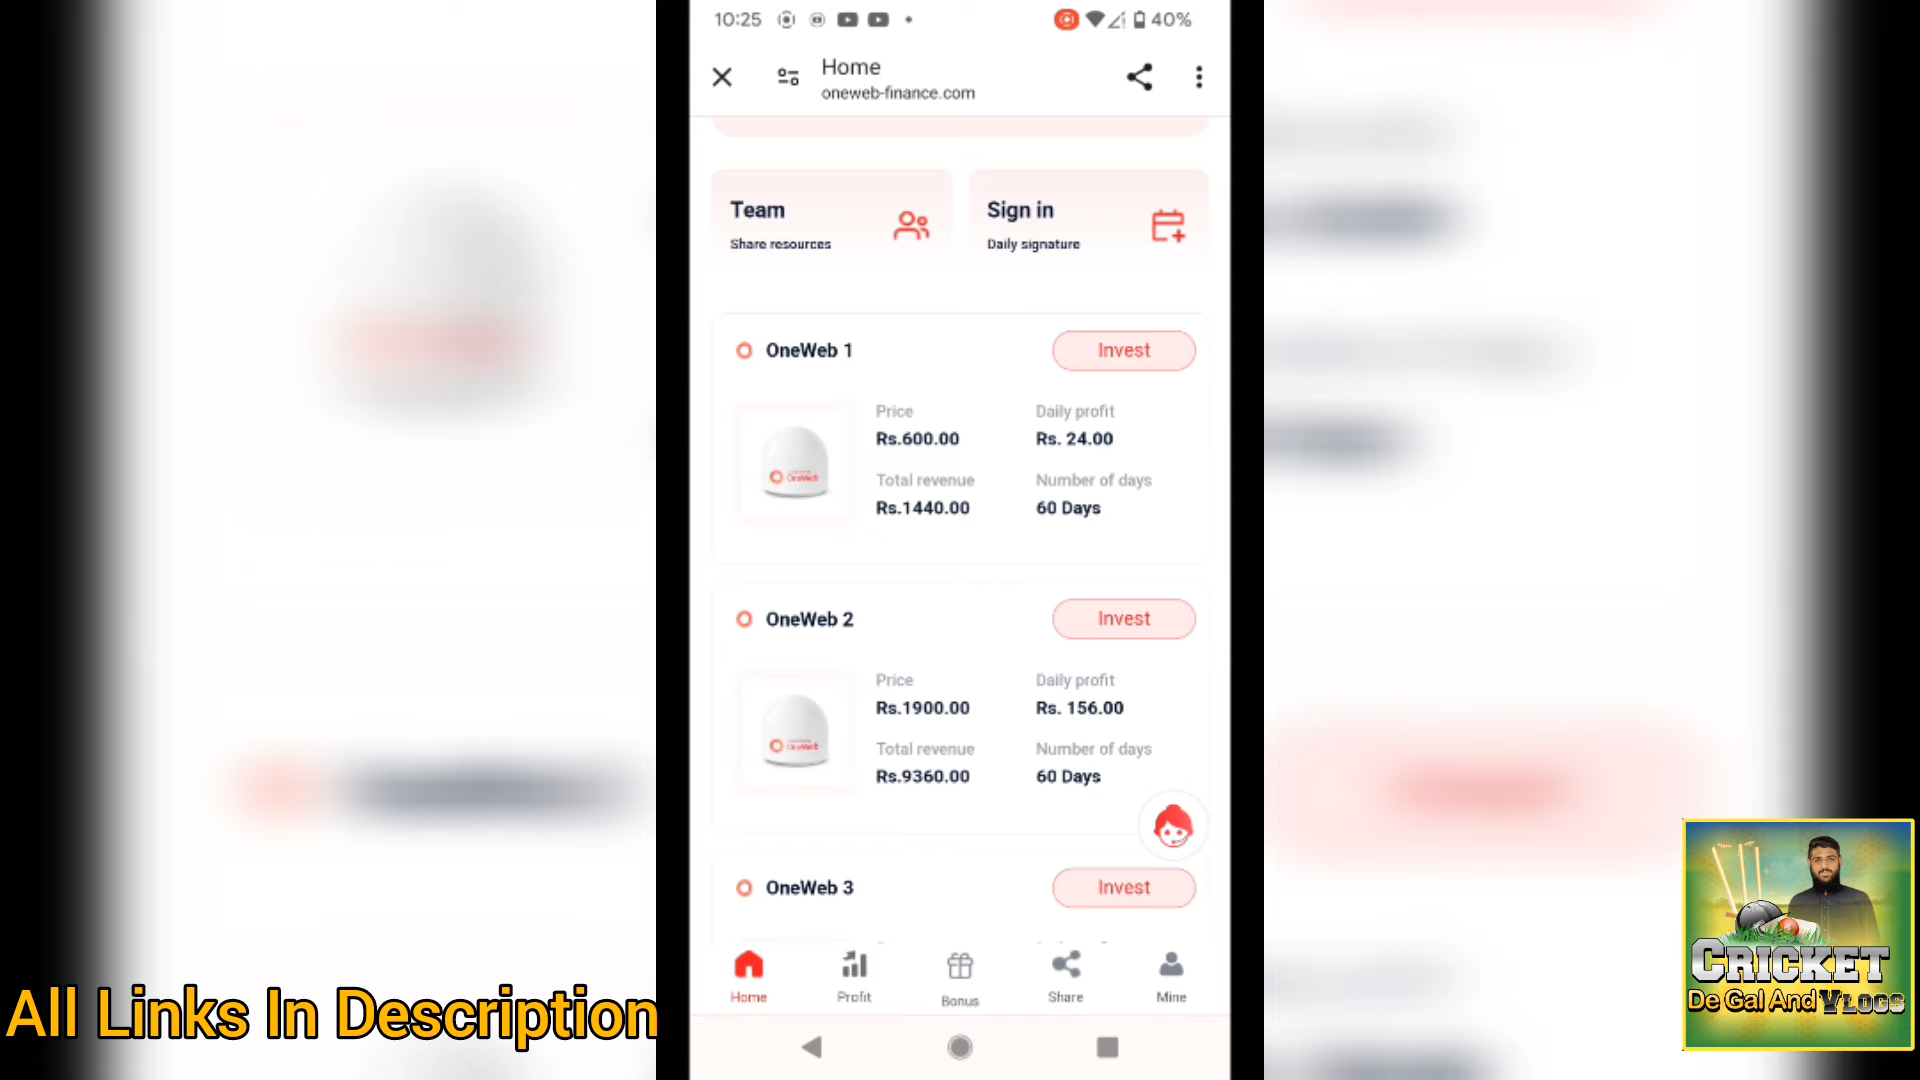 10:25
40%
Home
oneweb-finance.com
Team
Share resources
Sign in
Daily signature
OneWeb 1
Invest
Price
Daily profit
Rs.600.00
Rs. 24.00
OneWeb
Total revenue
Number of days
Rs.1440.00
60 Days
OneWeb 2
Invest
Price
Daily profit
Rs.1900.00
Rs. 156.00
OneWeb
Total revenue
Number of days
Rs.9360.00
60 Days
OneWeb 3
Invest
Home
Profit
Bonus
Share
Mine
All Links In Description
CRICKET
De Gal And VLOGS